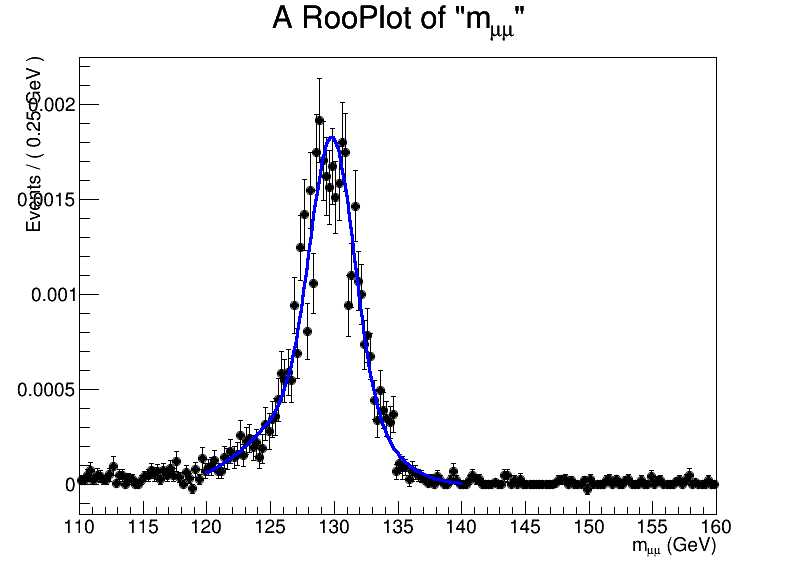 A RooPlot of "mμμ"
Events / ( 0.25 GeV )
0.002
0.0015
0.001
0.0005
0
110 115 120 125 130 135 140 145 150 155 160
mμμ (GeV)